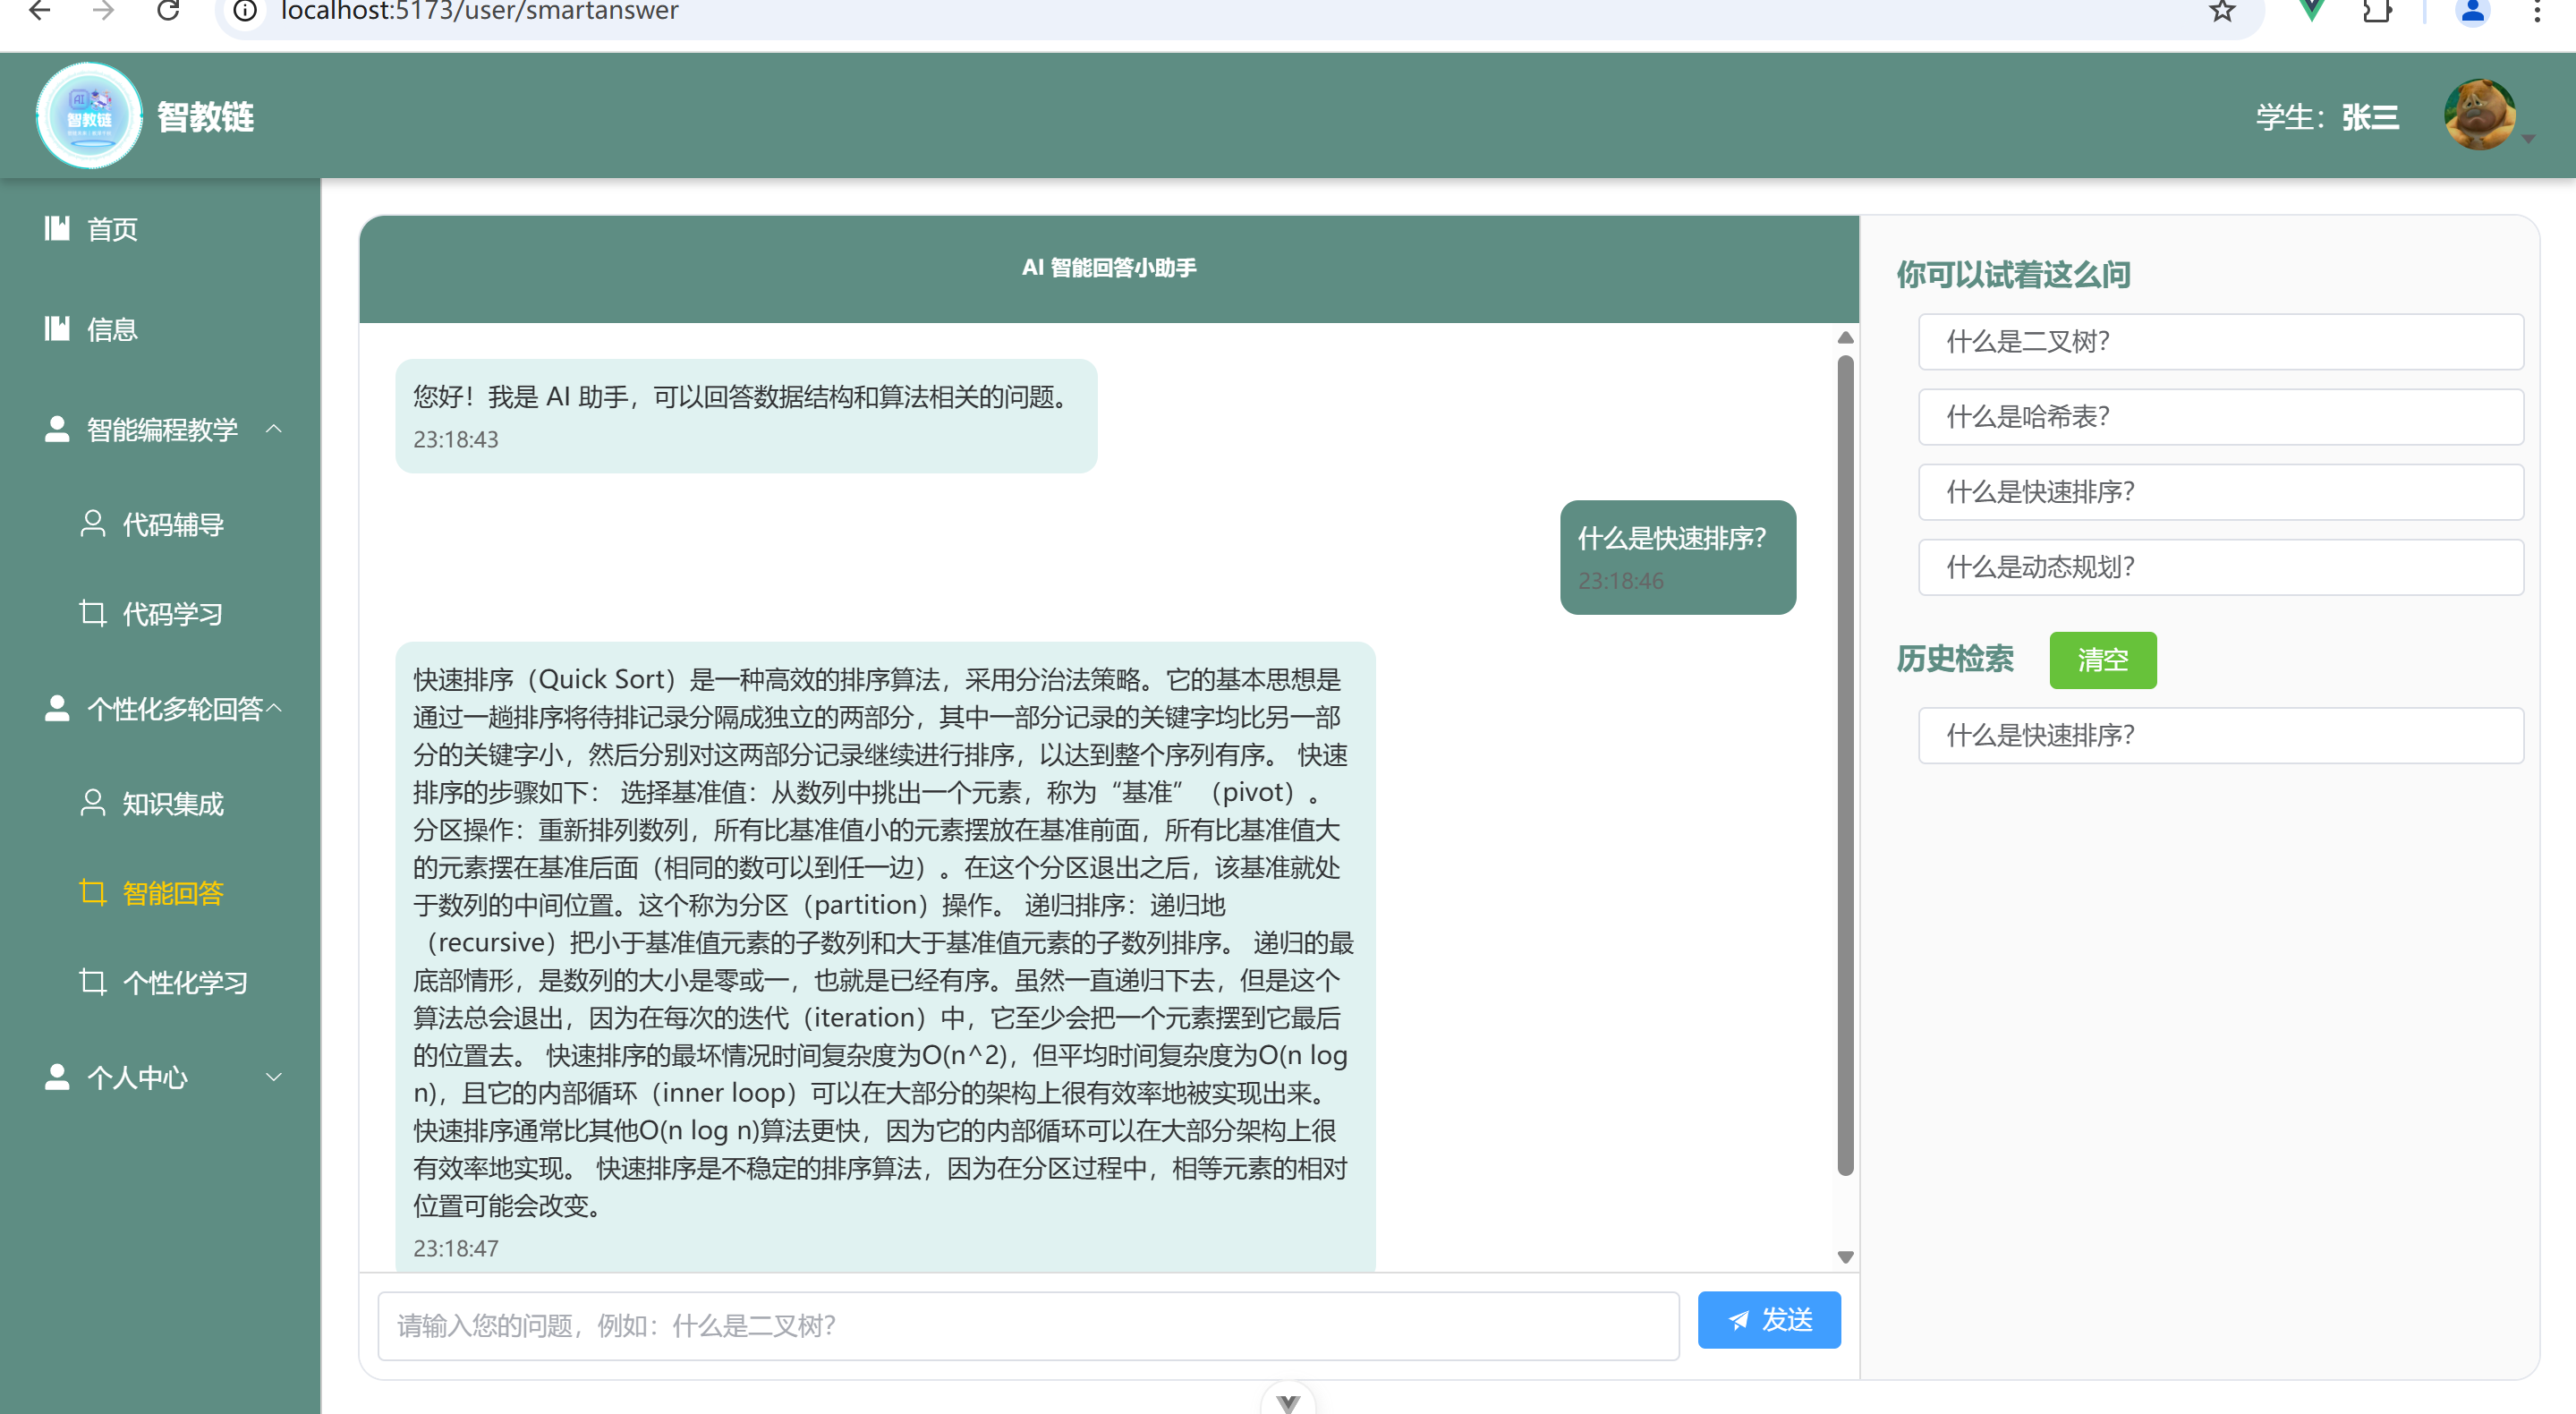 localhost:5173/user/smartanswer
AI
智教链
智教链
学生：张三
首页
信息
智能编程教学
代码辅导
代码学习
个性化多轮回答
知识集成
智能回答
个性化学习
个人中心
AI 智能回答小助手
您好！我是 AI 助手，可以回答数据结构和算法相关的问题。
23:18:43
什么是快速排序？
23:18:46
快速排序（Quick Sort）是一种高效的排序算法，采用分治法策略。它的基本思想是
通过一趟排序将待排记录分隔成独立的两部分，其中一部分记录的关键字均比另一部
分的关键字小，然后分别对这两部分记录继续进行排序，以达到整个序列有序。 快速
排序的步骤如下： 选择基准值：从数列中挑出一个元素，称为“基准”（pivot）。
分区操作：重新排列数列，所有比基准值小的元素摆放在基准前面，所有比基准值大
的元素摆在基准后面（相同的数可以到任一边）。在这个分区退出之后，该基准就处
于数列的中间位置。这个称为分区（partition）操作。 递归排序：递归地
（recursive）把小于基准值元素的子数列和大于基准值元素的子数列排序。 递归的最
底部情形，是数列的大小是零或一，也就是已经有序。虽然一直递归下去，但是这个
算法总会退出，因为在每次的迭代（iteration）中，它至少会把一个元素摆到它最后
的位置去。 快速排序的最坏情况时间复杂度为O(n^2)，但平均时间复杂度为O(n log
n)，且它的内部循环（inner loop）可以在大部分的架构上很有效率地被实现出来。
快速排序通常比其他O(n log n)算法更快，因为它的内部循环可以在大部分架构上很
有效率地实现。 快速排序是不稳定的排序算法，因为在分区过程中，相等元素的相对
位置可能会改变。
23:18:47
请输入您的问题，例如：什么是二叉树？
发送
你可以试着这么问
什么是二叉树？
什么是哈希表？
什么是快速排序？
什么是动态规划？
历史检索
清空
什么是快速排序？